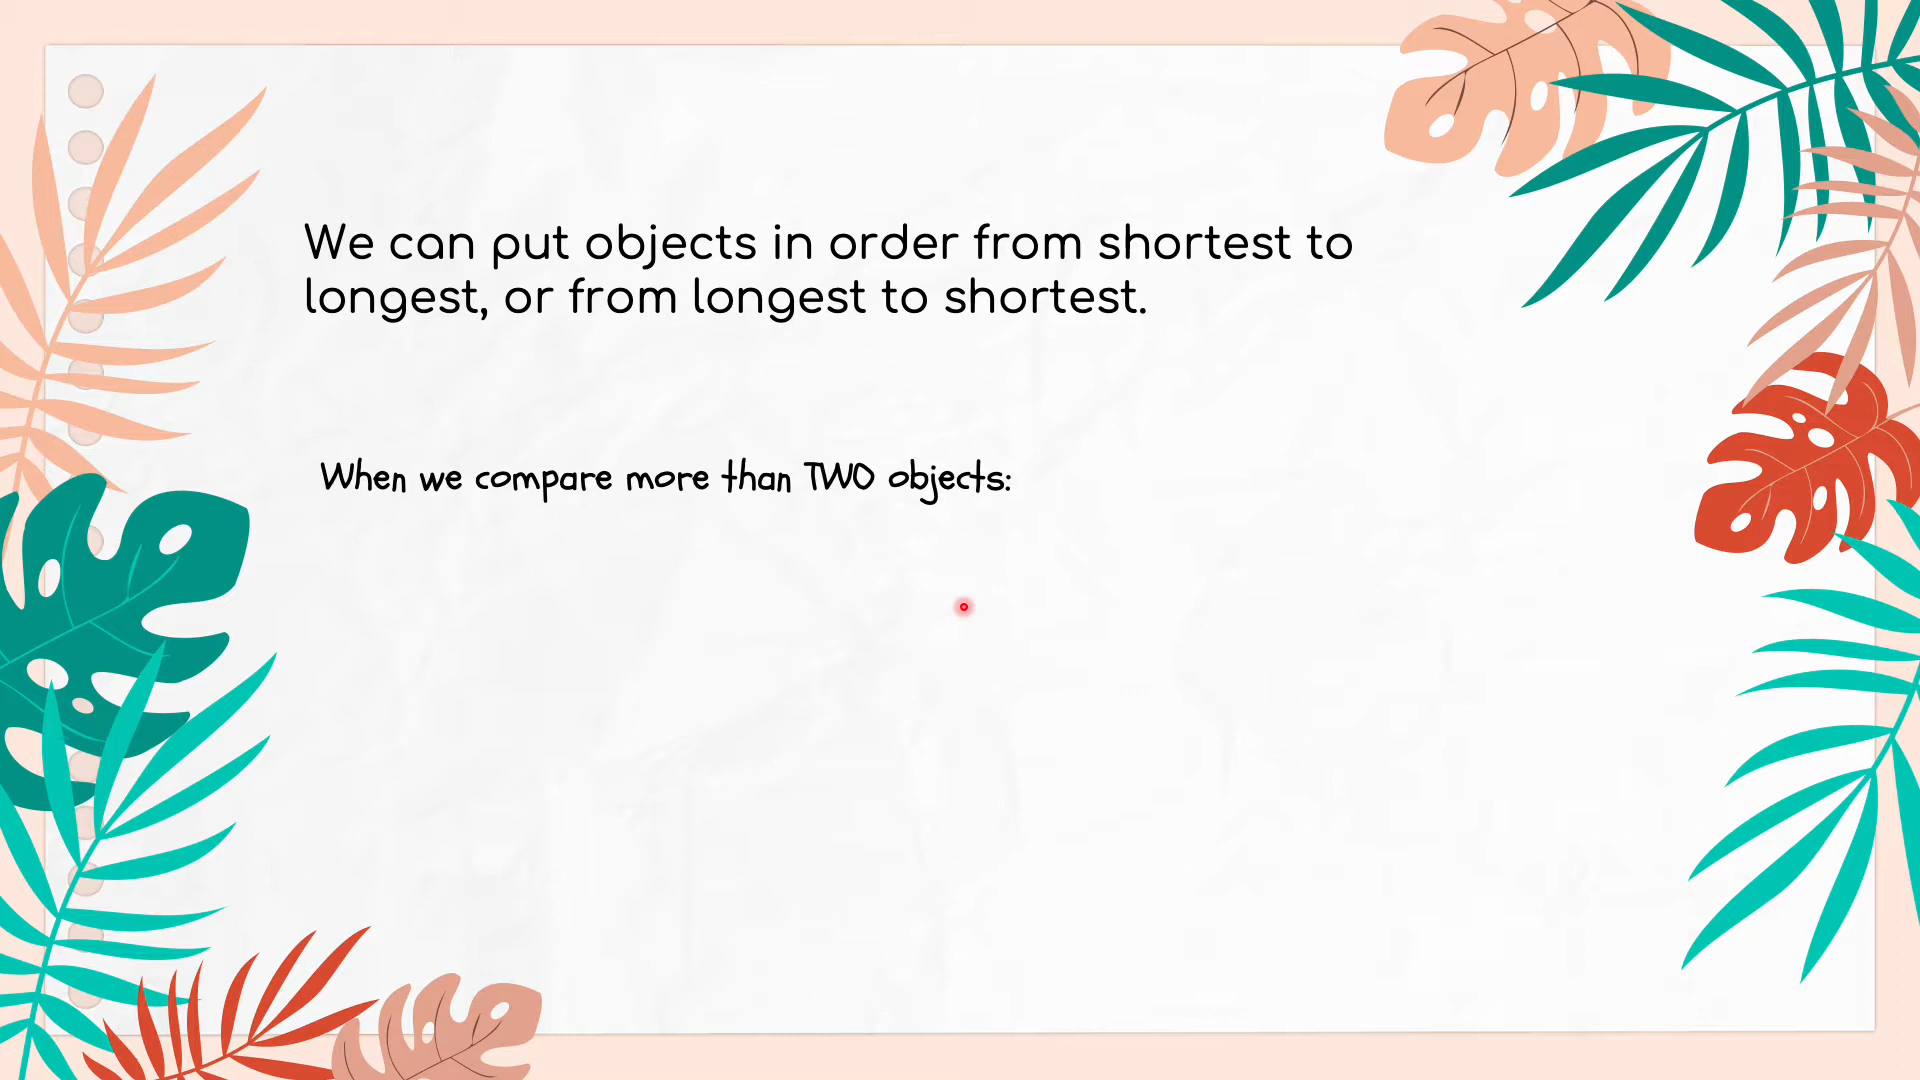 We can put objects in order from shortest to
longest, or from longest to shortest.
When we compare more than TWO objects: